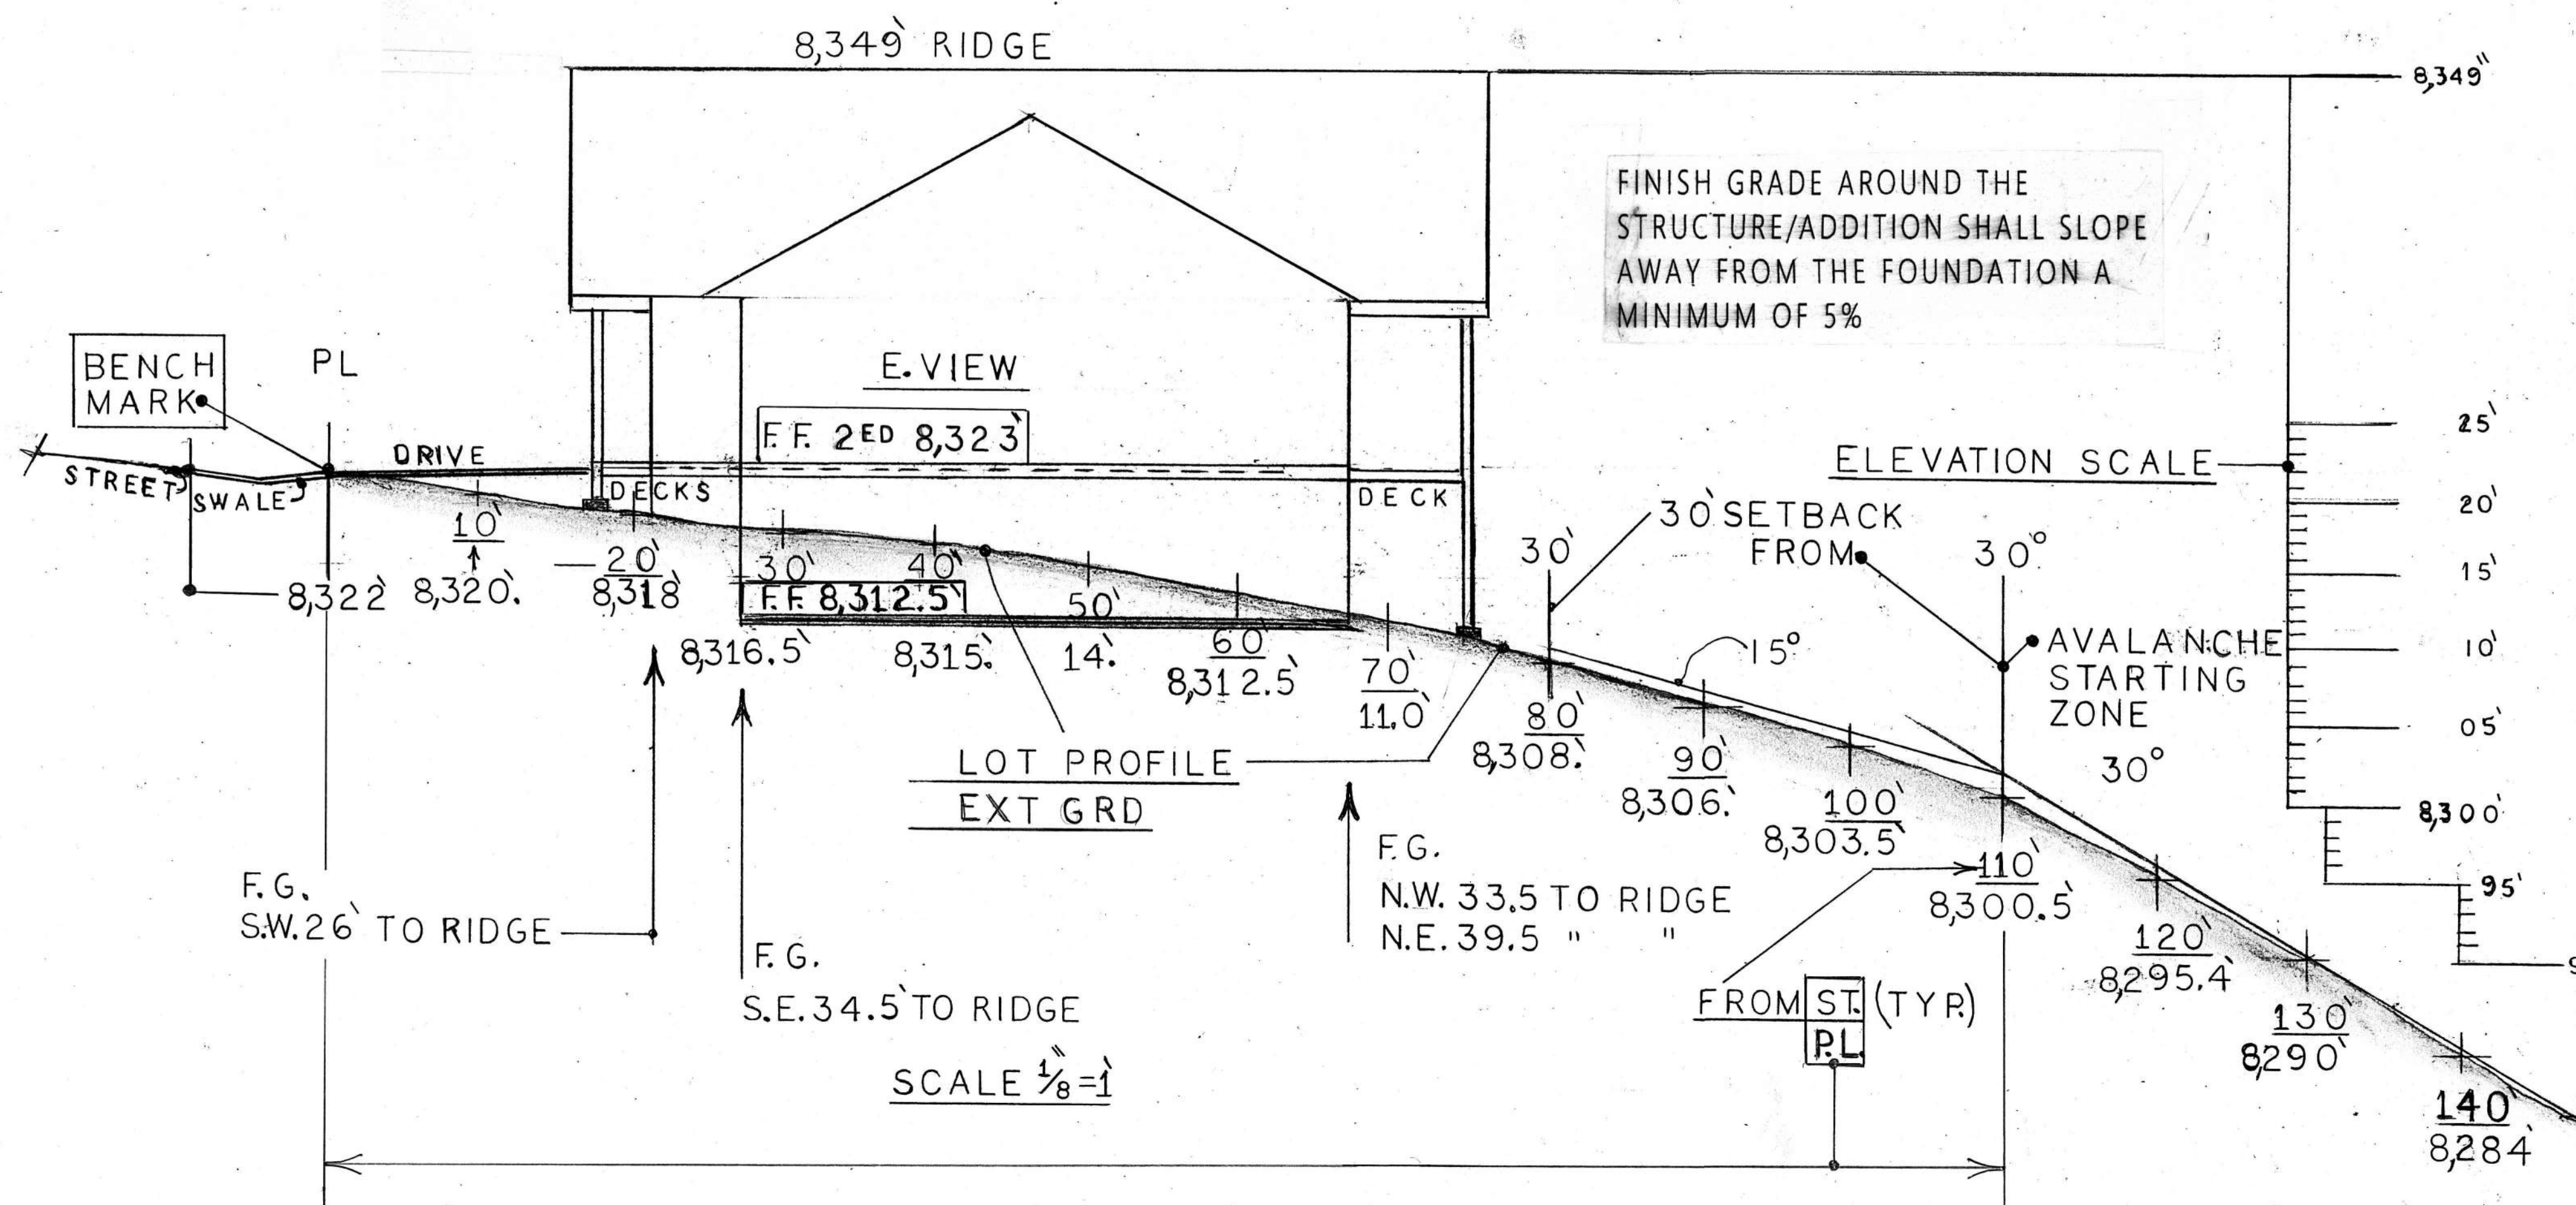 8,349' RIDGE
8,349"
FINISH GRADE AROUND THE
STRUCTURE/ADDITION SHALL SLOPE
AWAY FROM THE FOUNDATION A
MINIMUM OF 5%
BENCH
MARK
PL
E. VIEW
F.F. 2ED 8,323'
DRIVE
STREET
SWALE
DECKS
DECK
ELEVATION SCALE
25'
20'
15'
10'
05'
8,300'
95'
30' SETBACK
FROM
30'
30°
15°
AVALANCHE
STARTING
ZONE
30°
8,322'
10'
8,320.'
20'
8,318'
30'
40'
F.F. 8,312.5'
8,316.5'
8,315.'
50'
14.'
60'
8,312.5'
70'
11.0'
80'
8,308.'
90'
8,306.'
100'
8,303.5'
110'
8,300.5'
120'
8,295.4'
130'
8,290'
140'
8,284'
LOT PROFILE
EXT GRD
F.G.
S.W. 26' TO RIDGE
F.G.
S.E. 34.5' TO RIDGE
F.G.
N.W. 33.5 TO RIDGE
N.E. 39.5 " "
FROM ST. (TYP.)
P.L.
SCALE 1/8"=1'